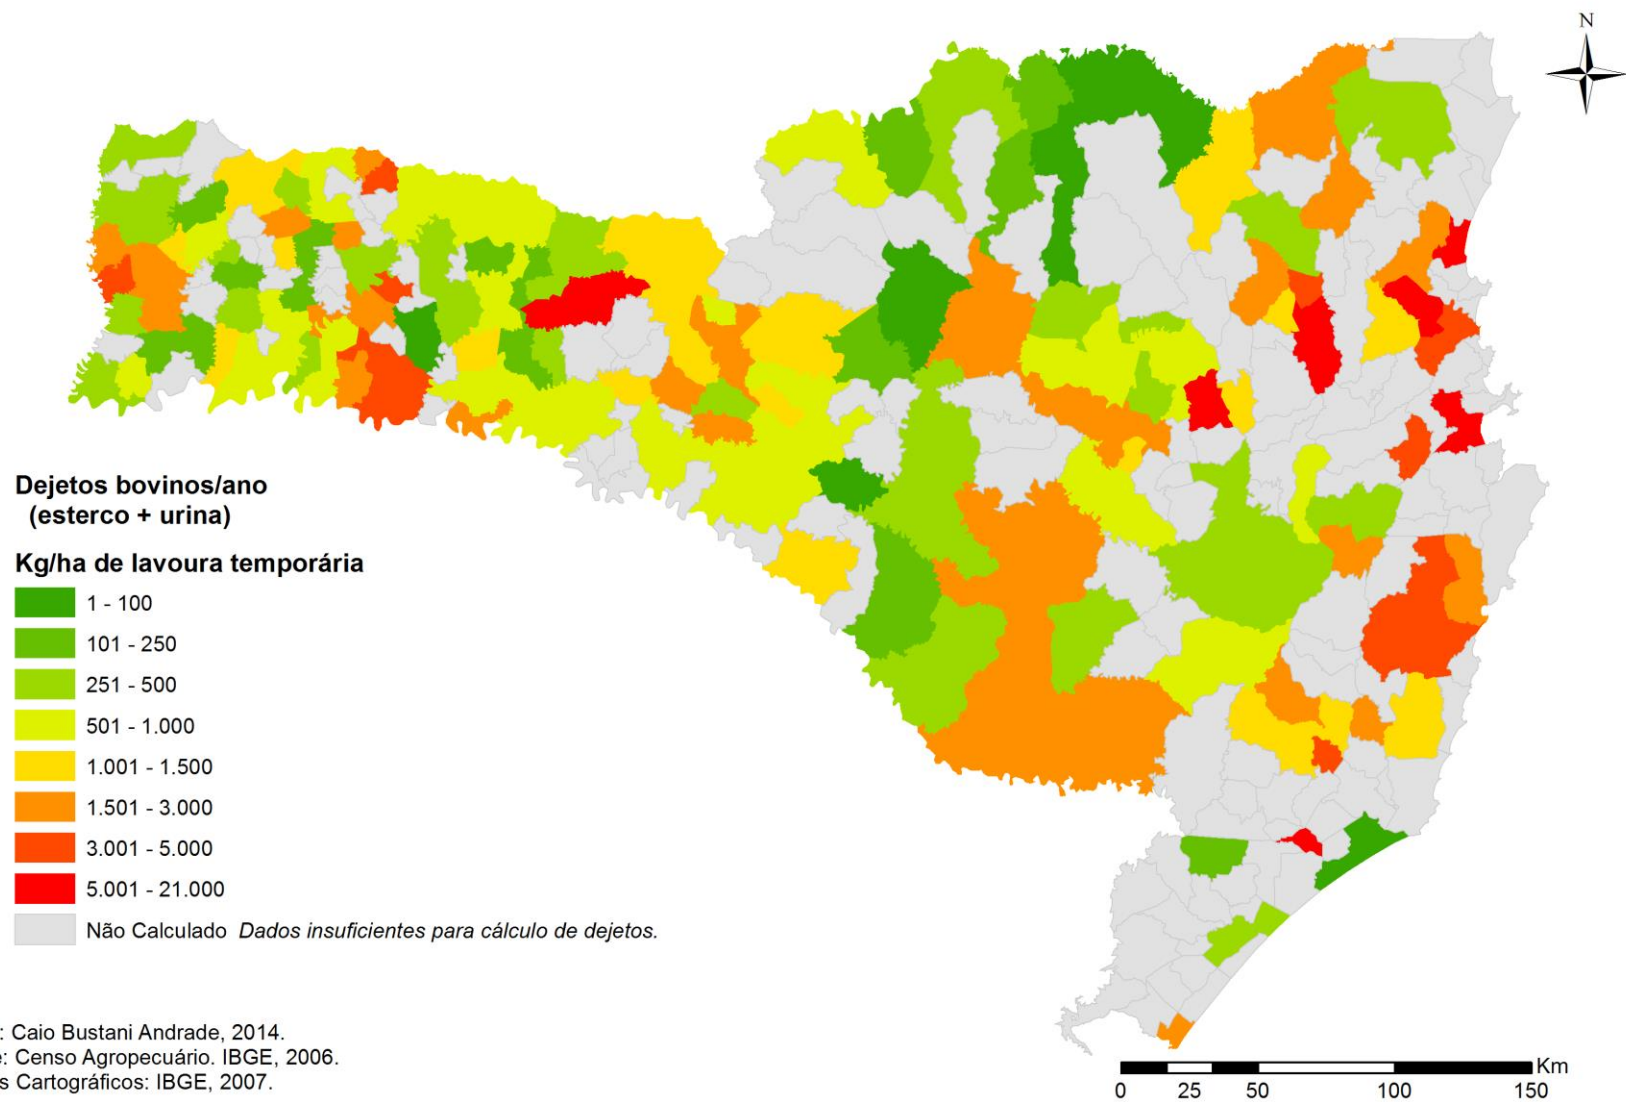 N
Dejetos bovinos/ano
(esterco + urina)
Kg/ha de lavoura temporária
1 - 100
101 - 250
251 - 500
501 - 1.000
1.001 - 1.500
1.501 - 3.000
3.001 - 5.000
5.001 - 21.000
Não Calculado Dados insuficientes para cálculo de dejetos.
: Caio Bustani Andrade, 2014.
: Censo Agropecuário. IBGE, 2006.
s Cartográficos: IBGE, 2007.
Km
0 25 50 100 150